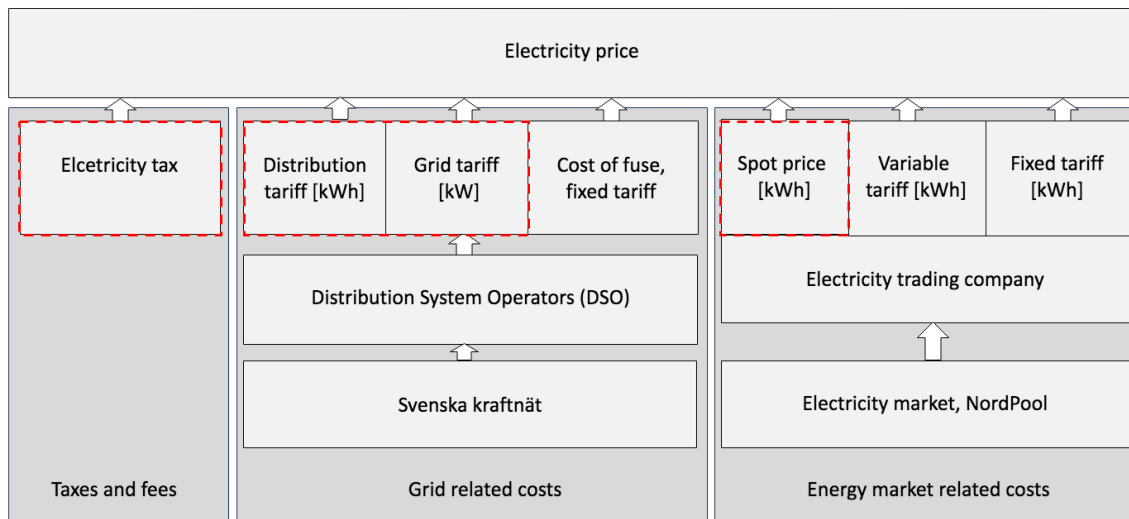 Electricity price
Elcetricity tax
Distribution
tariff [kWh]
Grid tariff
[kW]
Cost of fuse,
fixed tariff
Spot price
[kWh]
Variable
tariff [kWh]
Fixed tariff
[kWh]
Distribution System Operators (DSO)
Electricity trading company
Svenska kraftnät
Electricity market, NordPool
Taxes and fees
Grid related costs
Energy market related costs